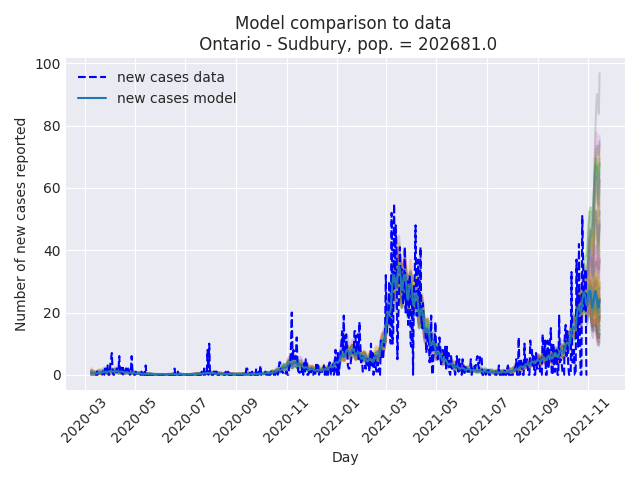 Model comparison to data
Ontario - Sudbury, pop. = 202681.0
new cases data
new cases model
Number of new cases reported
100
80
60
40
20
0
2020-03
2020-05
2020-07
2020-09
2020-11
2021-01
2021-03
2021-05
2021-07
2021-09
2021-11
Day